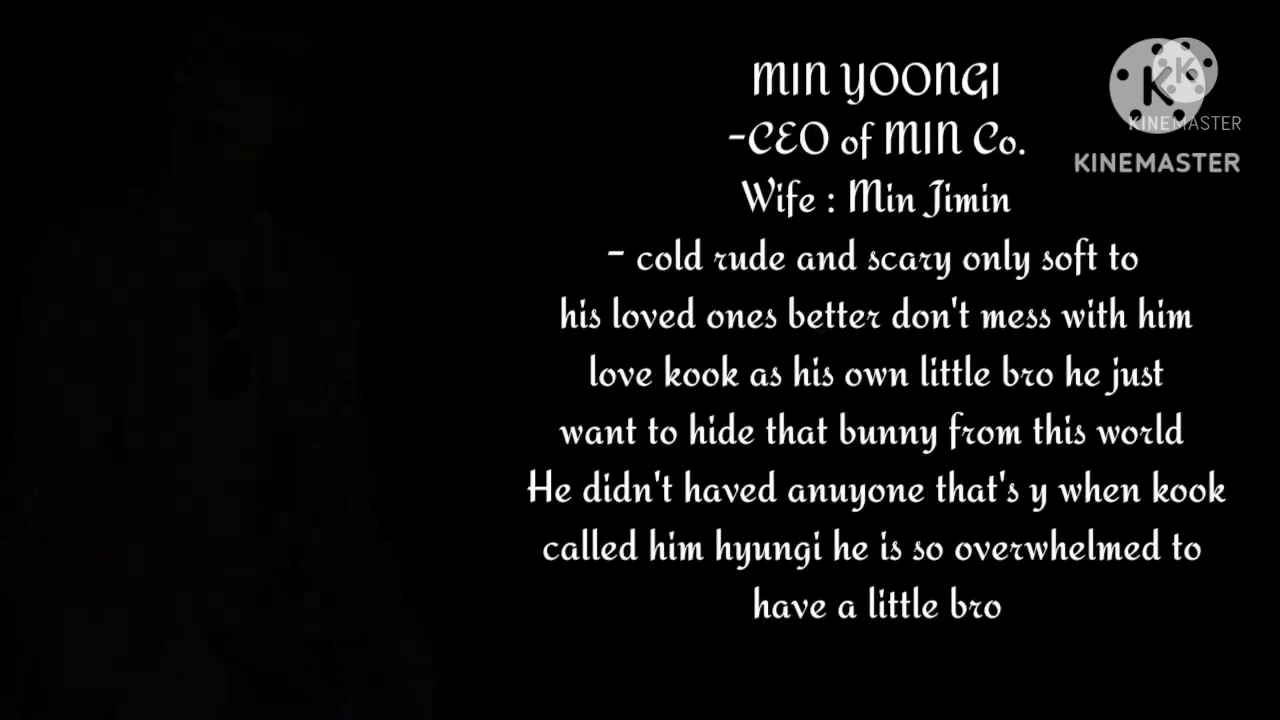 MIN YOONGI
-CEO of MIN Co.
Wife : Min Jimin
- cold rude and scary only soft to
his loved ones better don't mess with him
love kook as his own little bro he just
want to hide that bunny from this world
He didn't haved anuyone that's y when kook
called him hyungi he is so overwhelmed to
have a little bro
K
K
KINEMASTER
KINEMASTER